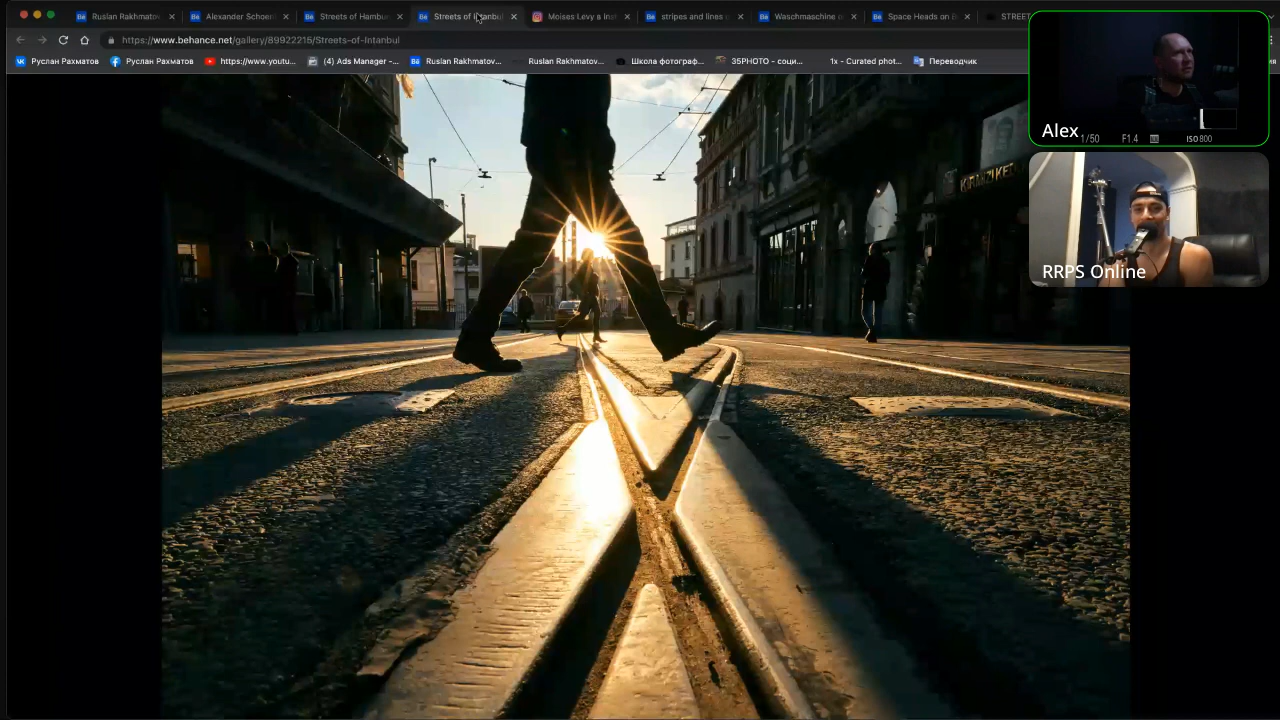 Ruslan Rakhmatov
Alexander Schoen
Streets of Hambu
Streets of Istanbul
Moises Levy в Inst
stripes and lines o
Waschmaschine o
Space Heads on Be
STREET
https://www.behance.net/gallery/89922215/Streets-of-Intanbul
Руслан Рахматов
Руслан Рахматов
https://www.youtu...
(4) Ads Manager –...
Ruslan Rakhmatov...
Ruslan Rakhmatov...
Школа фотограф...
35PHOTO - соци...
1x - Curated phot...
Переводчик
KIRMIZI KEDİ
Alex
1/50
F1.4
ISO 800
RRPS Online